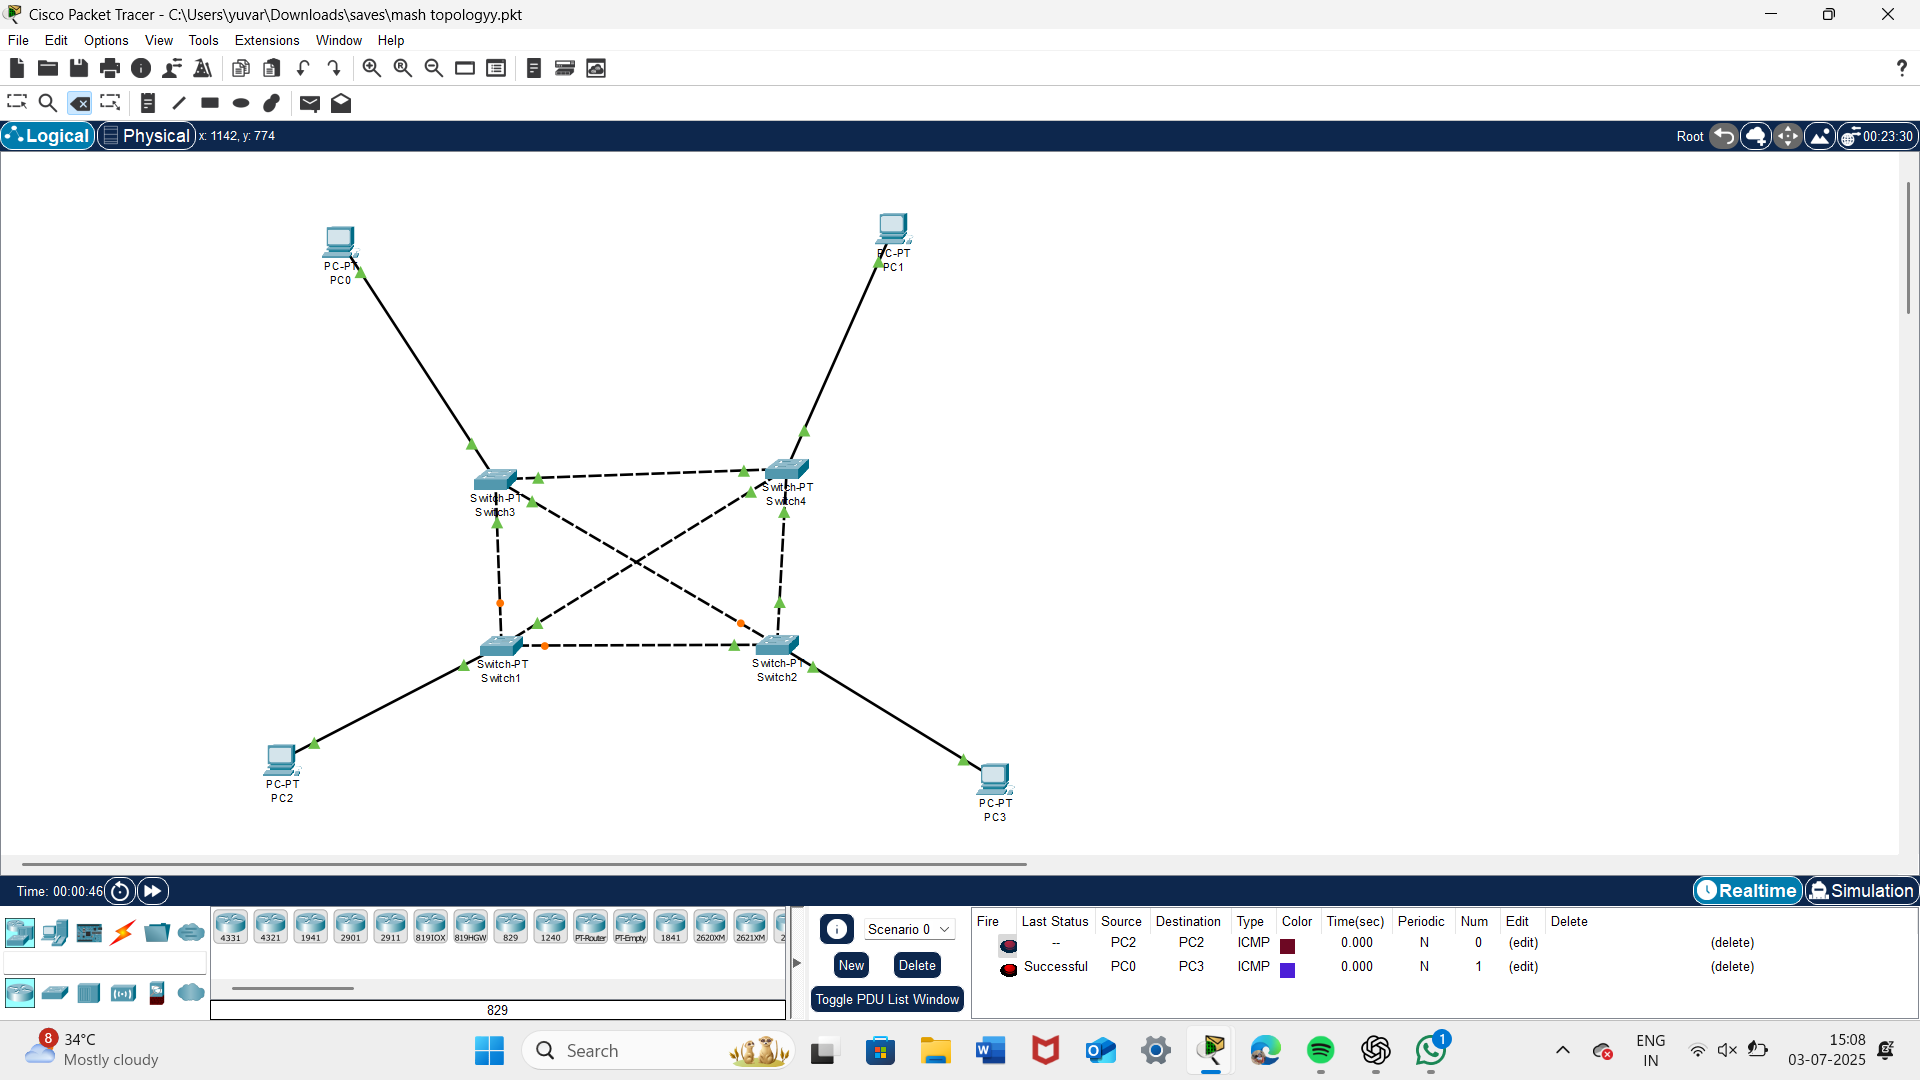 Cisco Packet Tracer - C:\Users\yuvar\Downloads\saves\mash topologyy.pkt
File Edit Options View Tools Extensions Window Help
?
Logical Physical x: 1142, y: 774 Root 00:23:30
PC-PT
PC0
PC-PT
PC1
Switch-PT
Switch3
Switch-PT
Switch4
Switch-PT
Switch1
Switch-PT
Switch2
PC-PT
PC2
PC-PT
PC3
Time: 00:00:46 Realtime Simulation
4331 4321 1941 2901 2911 819IOX 819HGW 829 1240 PT-Router PT-Empty 1841 2620XM 2621XM 2
829
Scenario 0
New Delete
Toggle PDU List Window
Fire Last Status Source Destination Type Color Time(sec) Periodic Num Edit Delete
-- PC2 PC2 ICMP 0.000 N 0 (edit) (delete)
Successful PC0 PC3 ICMP 0.000 N 1 (edit) (delete)
8 34°C
Mostly cloudy
Search
1
ENG
IN
15:08
03-07-2025